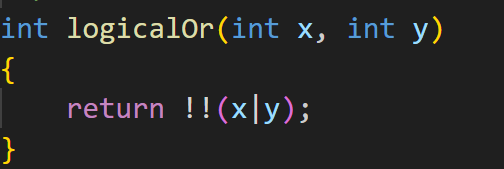 int logicalOr(int x, int y)
{
    return !!(x|y);
}